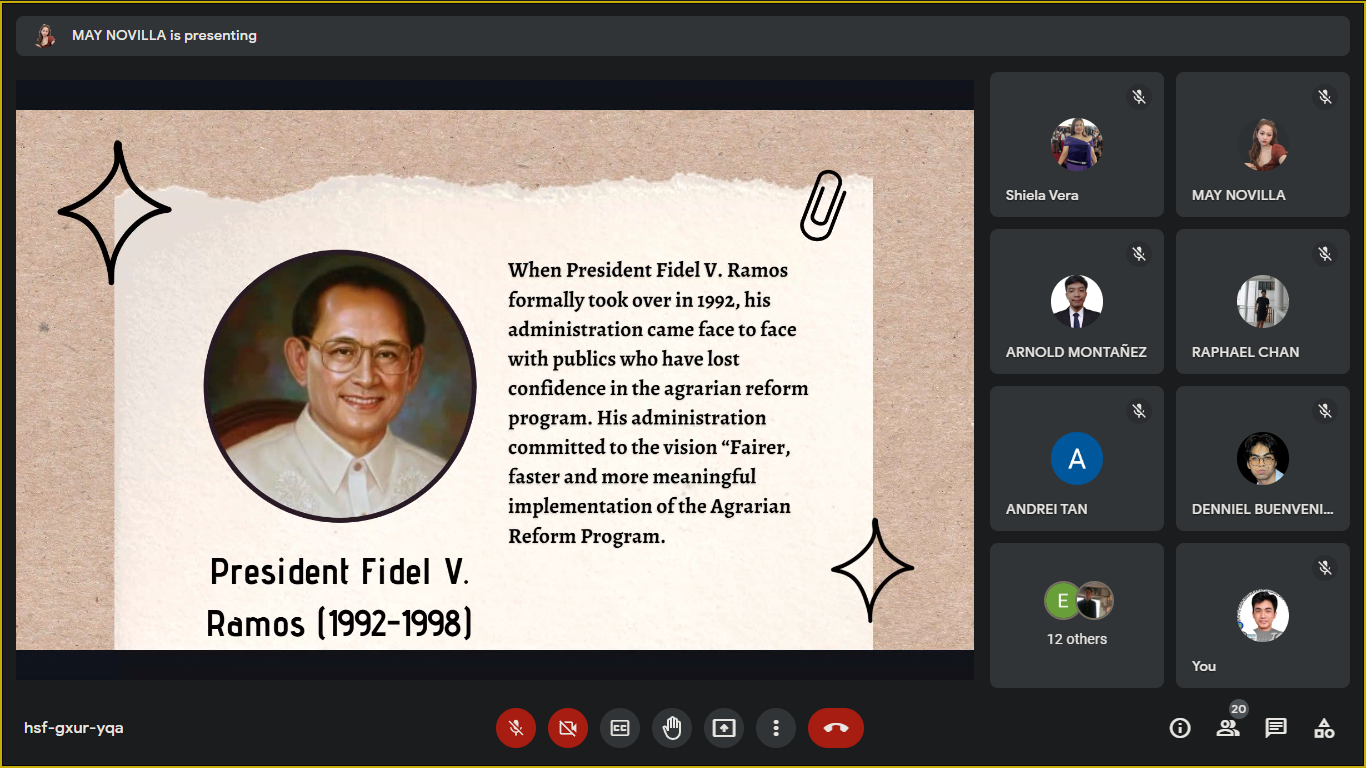 MAY NOVILLA is presenting
When President Fidel V. Ramos
formally took over in 1992, his
administration came face to face
with publics who have lost
confidence in the agrarian reform
program. His administration
committed to the vision “Fairer,
faster and more meaningful
implementation of the Agrarian
Reform Program.
President Fidel V.
Ramos (1992-1998)
Shiela Vera
MAY NOVILLA
ARNOLD MONTAÑEZ
RAPHAEL CHAN
A
ANDREI TAN
DENNIEL BUENVENI...
E
12 others
You
hsf-gxur-yqa
CC
20